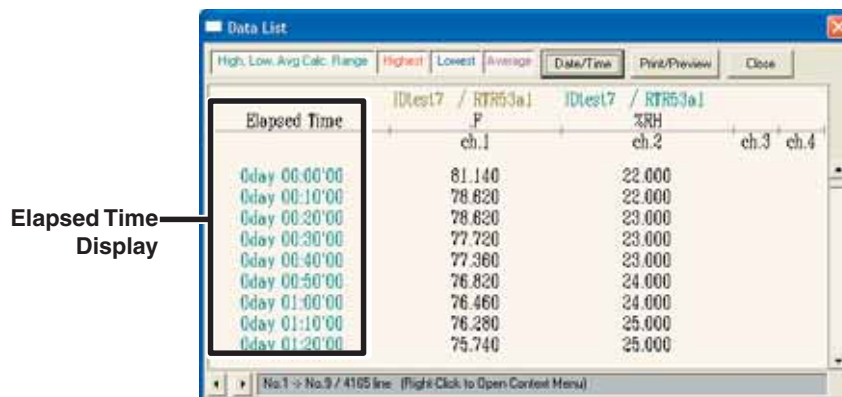 Data List
High, Low, Avg Calc. Range Highest Lowest Average Date/Time Print/Preview Close
IDtest7 / RTR53a1 IDtest7 / RTR53a1
Elapsed Time .F %RH
ch.1 ch.2 ch.3 ch.4
0day 00:00'00 81.140 22.000
0day 00:10'00 78.620 22.000
0day 00:20'00 78.620 23.000
0day 00:30'00 77.720 23.000
0day 00:40'00 77.360 23.000
0day 00:50'00 76.820 24.000
0day 01:00'00 76.460 24.000
0day 01:10'00 76.280 25.000
0day 01:20'00 75.740 25.000
Elapsed Time
Display
No.1 -> No.9 / 4165 line (Right-Click to Open Context Menu)